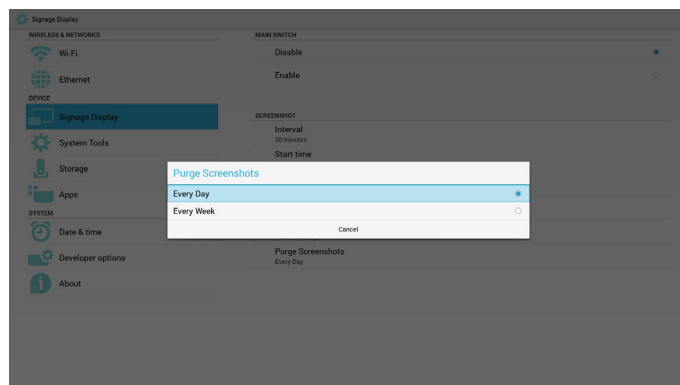 Signage Display
WIRELESS & NETWORKS
Wi-Fi
Ethernet
DEVICE
Signage Display
System Tools
Storage
Apps
SYSTEM
Date & time
Developer options
About
MAIN SWITCH
Disable
Enable
SCREENSHOT
Interval
30 minutes
Start time
Purge Screenshots
Every Day
Purge Screenshots
Every Day
Every Week
Cancel